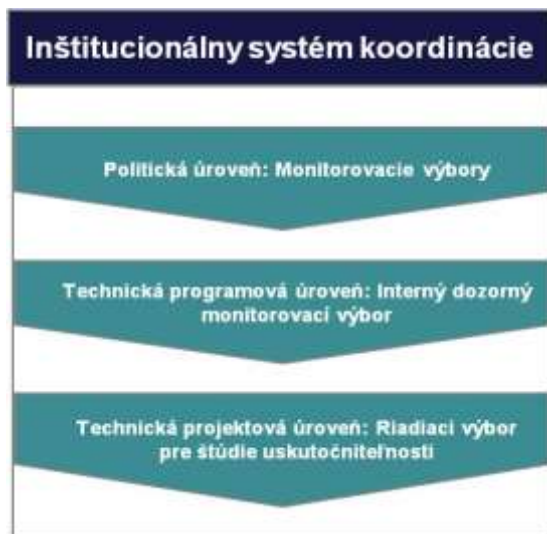 Inštitucionálny systém koordinácie
Politická úroveň: Monitorovacie výbory
Technická programová úroveň: Interný dozorný
monitorovací výbor
Technická projektová úroveň: Riadiaci výbor
pre štúdie uskutočniteľnosti